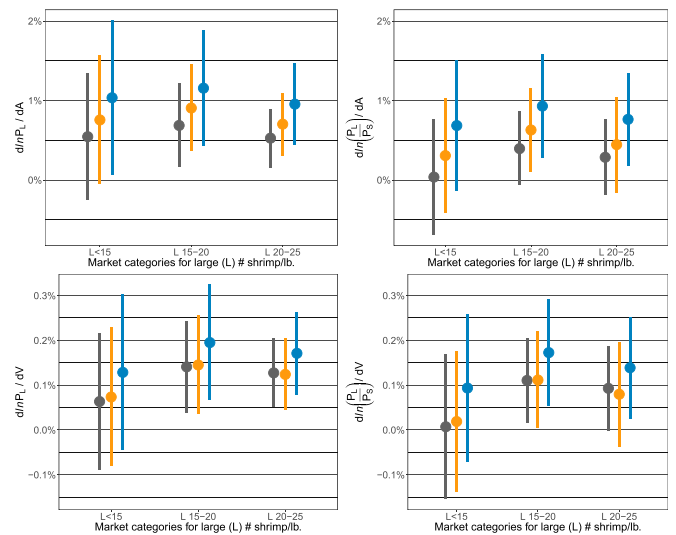 2%
1%
0%
dlnP_L / dA
L<15
L 15−20
L 20−25
Market categories for large (L) # shrimp/lb.
2%
1%
0%
dln(P_L/P_S) / dA
L<15
L 15−20
L 20−25
Market categories for large (L) # shrimp/lb.
0.3%
0.2%
0.1%
0.0%
−0.1%
dlnP_L / dV
L<15
L 15−20
L 20−25
Market categories for large (L) # shrimp/lb.
0.3%
0.2%
0.1%
0.0%
−0.1%
dln(P_L/P_S) / dV
L<15
L 15−20
L 20−25
Market categories for large (L) # shrimp/lb.